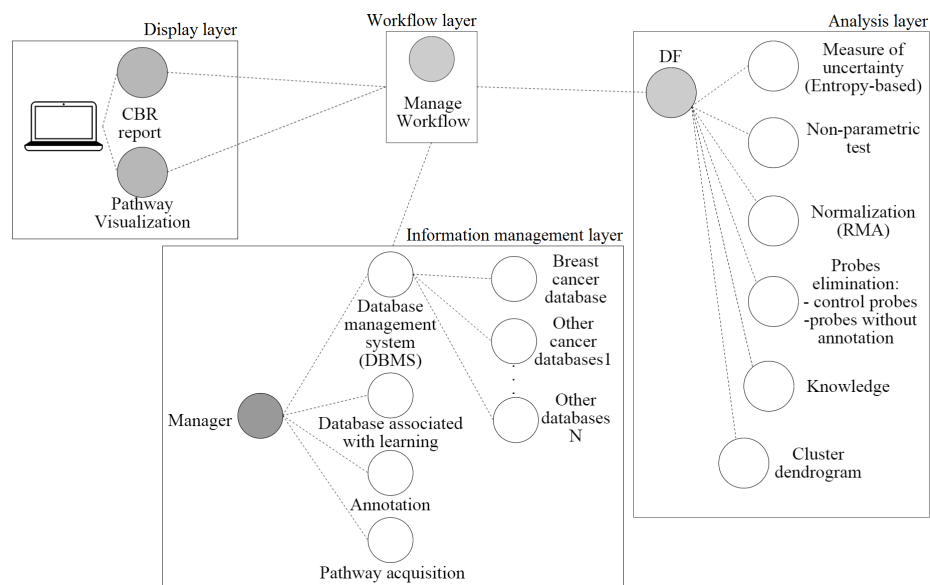 Display layer
CBR
report
Pathway
Visualization
Workflow layer
Manage
Workflow
Analysis layer
DF
Measure of
uncertainty
(Entropy-based)
Non-parametric
test
Normalization
(RMA)
Probes
elimination:
- control probes
-probes without
annotation
Knowledge
Cluster
dendrogram
Information management layer
Manager
Database
management
system
(DBMS)
Database associated
with learning
Annotation
Pathway acquisition
Breast
cancer
database
Other
cancer
databases1
.
.
.
Other
databases
N